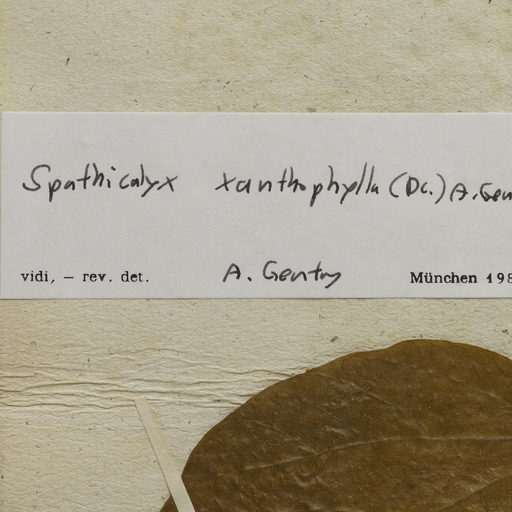 Spathicalyx xanthophylla (DC.) A. Gen
vidi, – rev. det. A. Gentry München 198